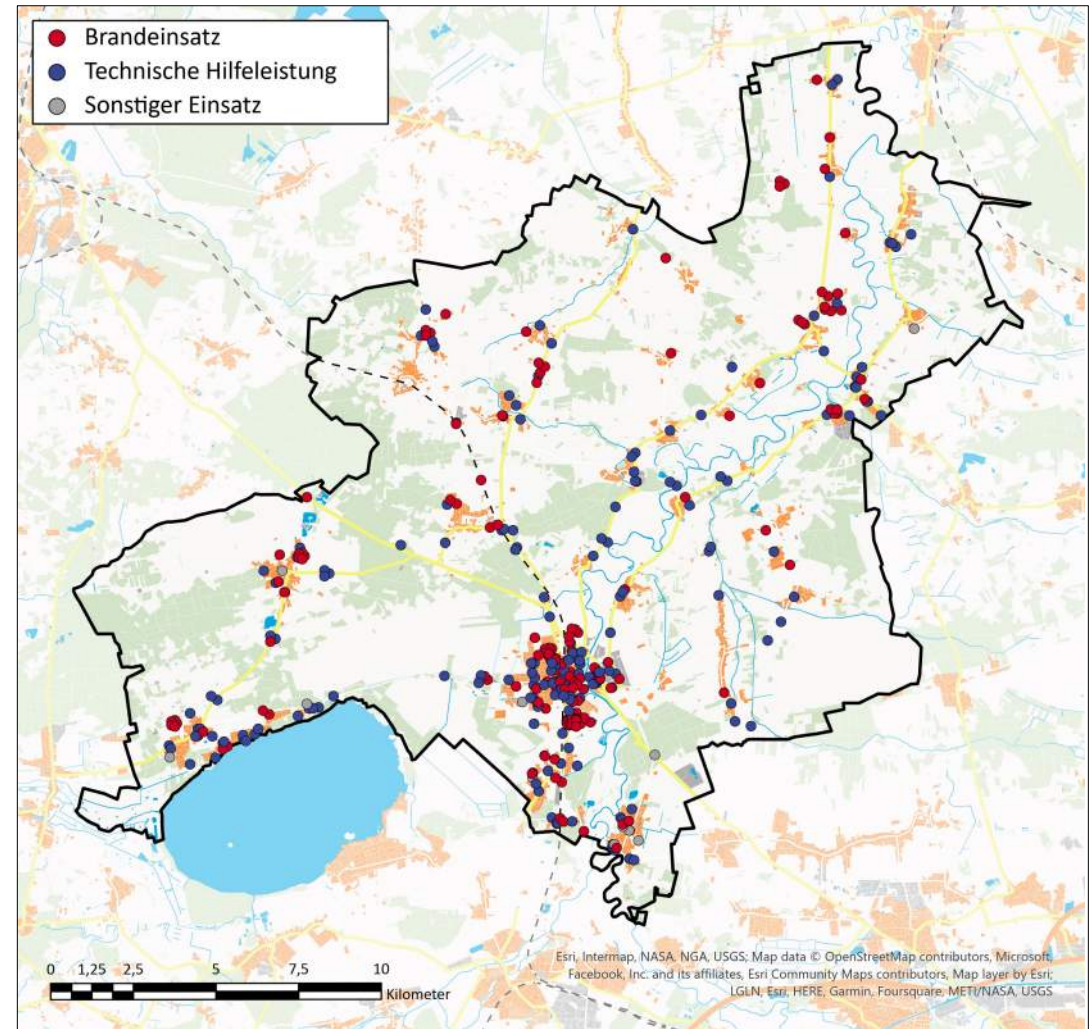 Brandeinsatz
Technische Hilfeleistung
Sonstiger Einsatz
0 1,25 2,5 5 7,5 10
Kilometer
Esri, Intermap, NASA, NGA, USGS; Map data © OpenStreetMap contributors, Microsoft,
Facebook, Inc. and its affiliates, Esri Community Maps contributors, Map layer by Esri;
LGLN, Esri, HERE, Garmin, Foursquare, METI/NASA, USGS